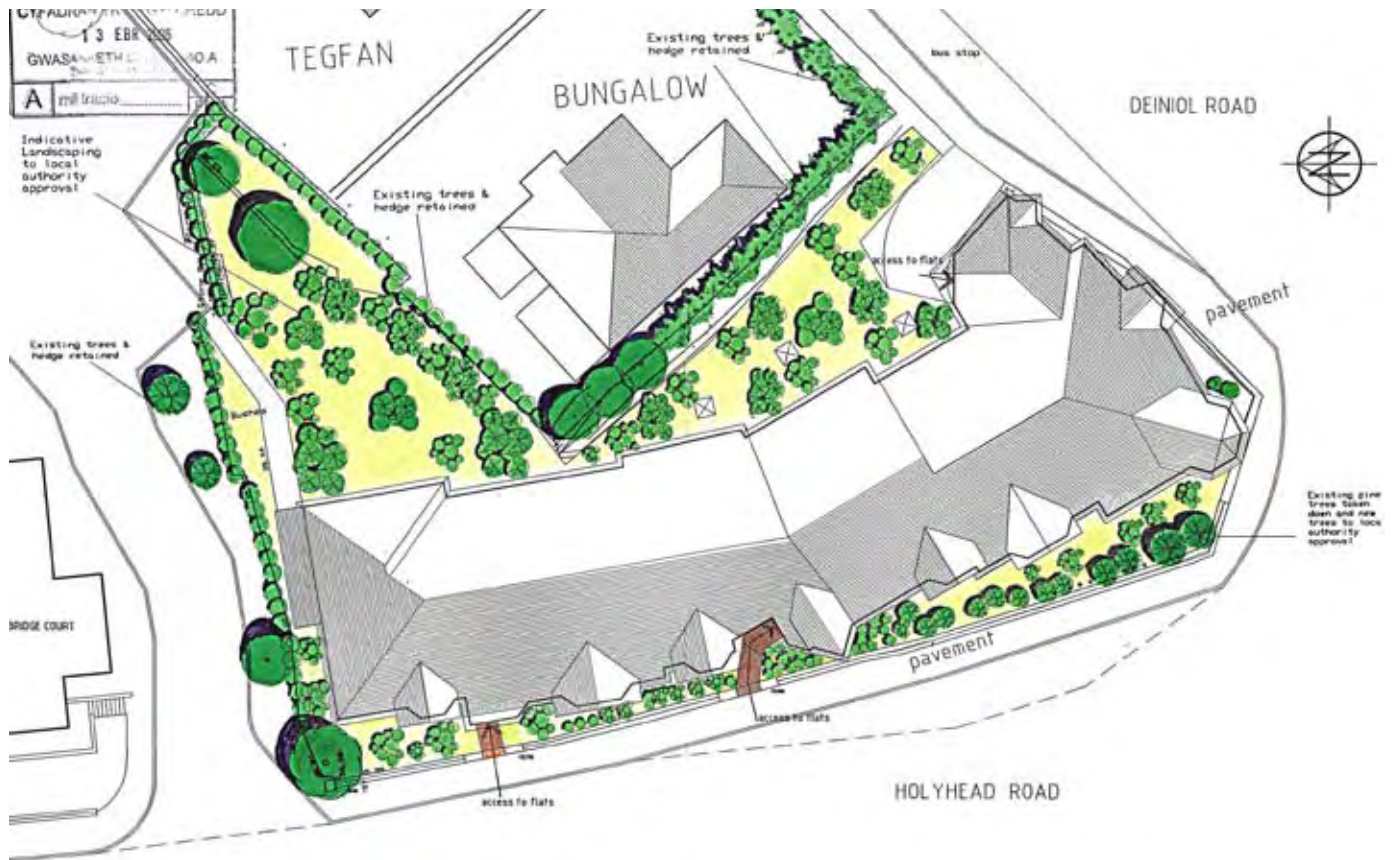 13 EBR
A
TEGFAN
BUNGALOW
Existing trees &
hedge retained
bus stop
DEINIOL ROAD
Indicative
Landscaping
to local
authority
approval
Existing trees &
hedge retained
access to flats
pavement
Existing trees &
hedge retained
Existing pine
trees taken
down and new
trees to local
authority
approval
BRIDGE COURT
pavement
access to flats
access to flats
HOLYHEAD ROAD